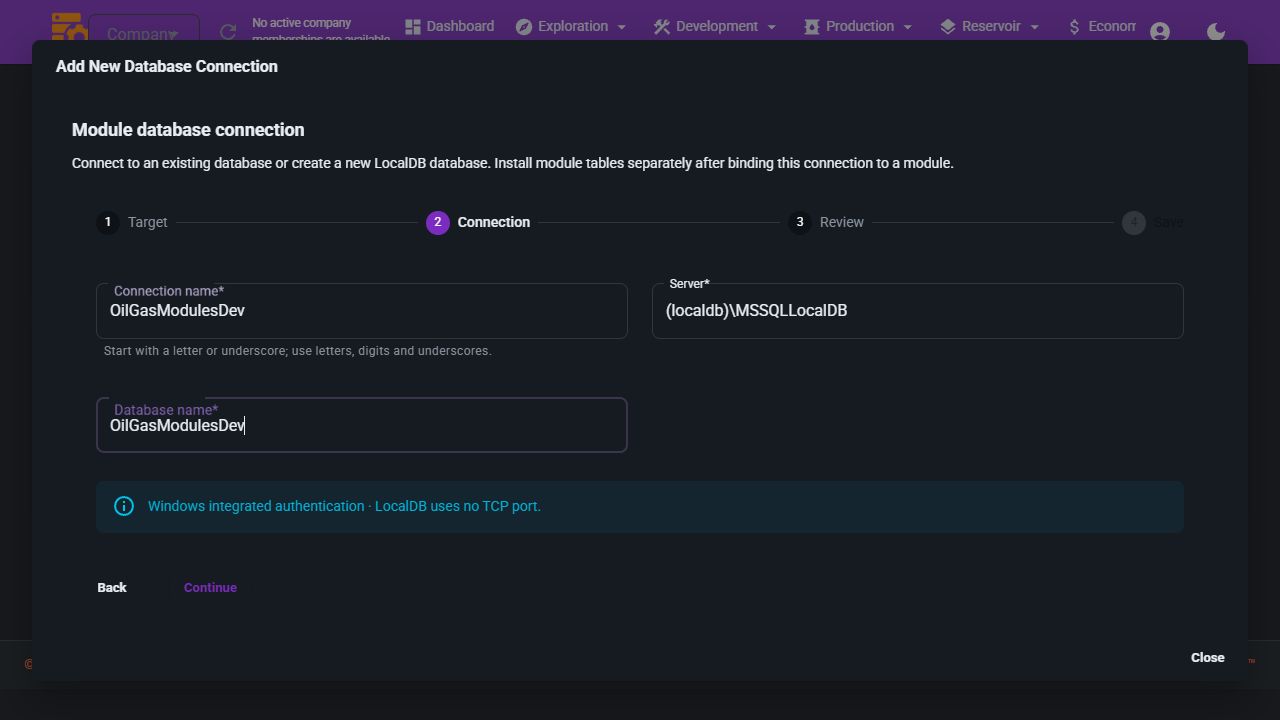 Company
No active company
memberships are available
Dashboard
Exploration
Development
Production
Reservoir
Econom
Add New Database Connection
Module database connection
Connect to an existing database or create a new LocalDB database. Install module tables separately after binding this connection to a module.
1 Target
2 Connection
3 Review
4 Save
Connection name*
OilGasModulesDev
Start with a letter or underscore; use letters, digits and underscores.
Server*
(localdb)\MSSQLLocalDB
Database name*
OilGasModulesDev
Windows integrated authentication · LocalDB uses no TCP port.
Back
Continue
Close
©
™